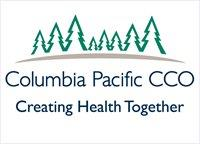 Columbia Pacific CCO
Creating Health Together